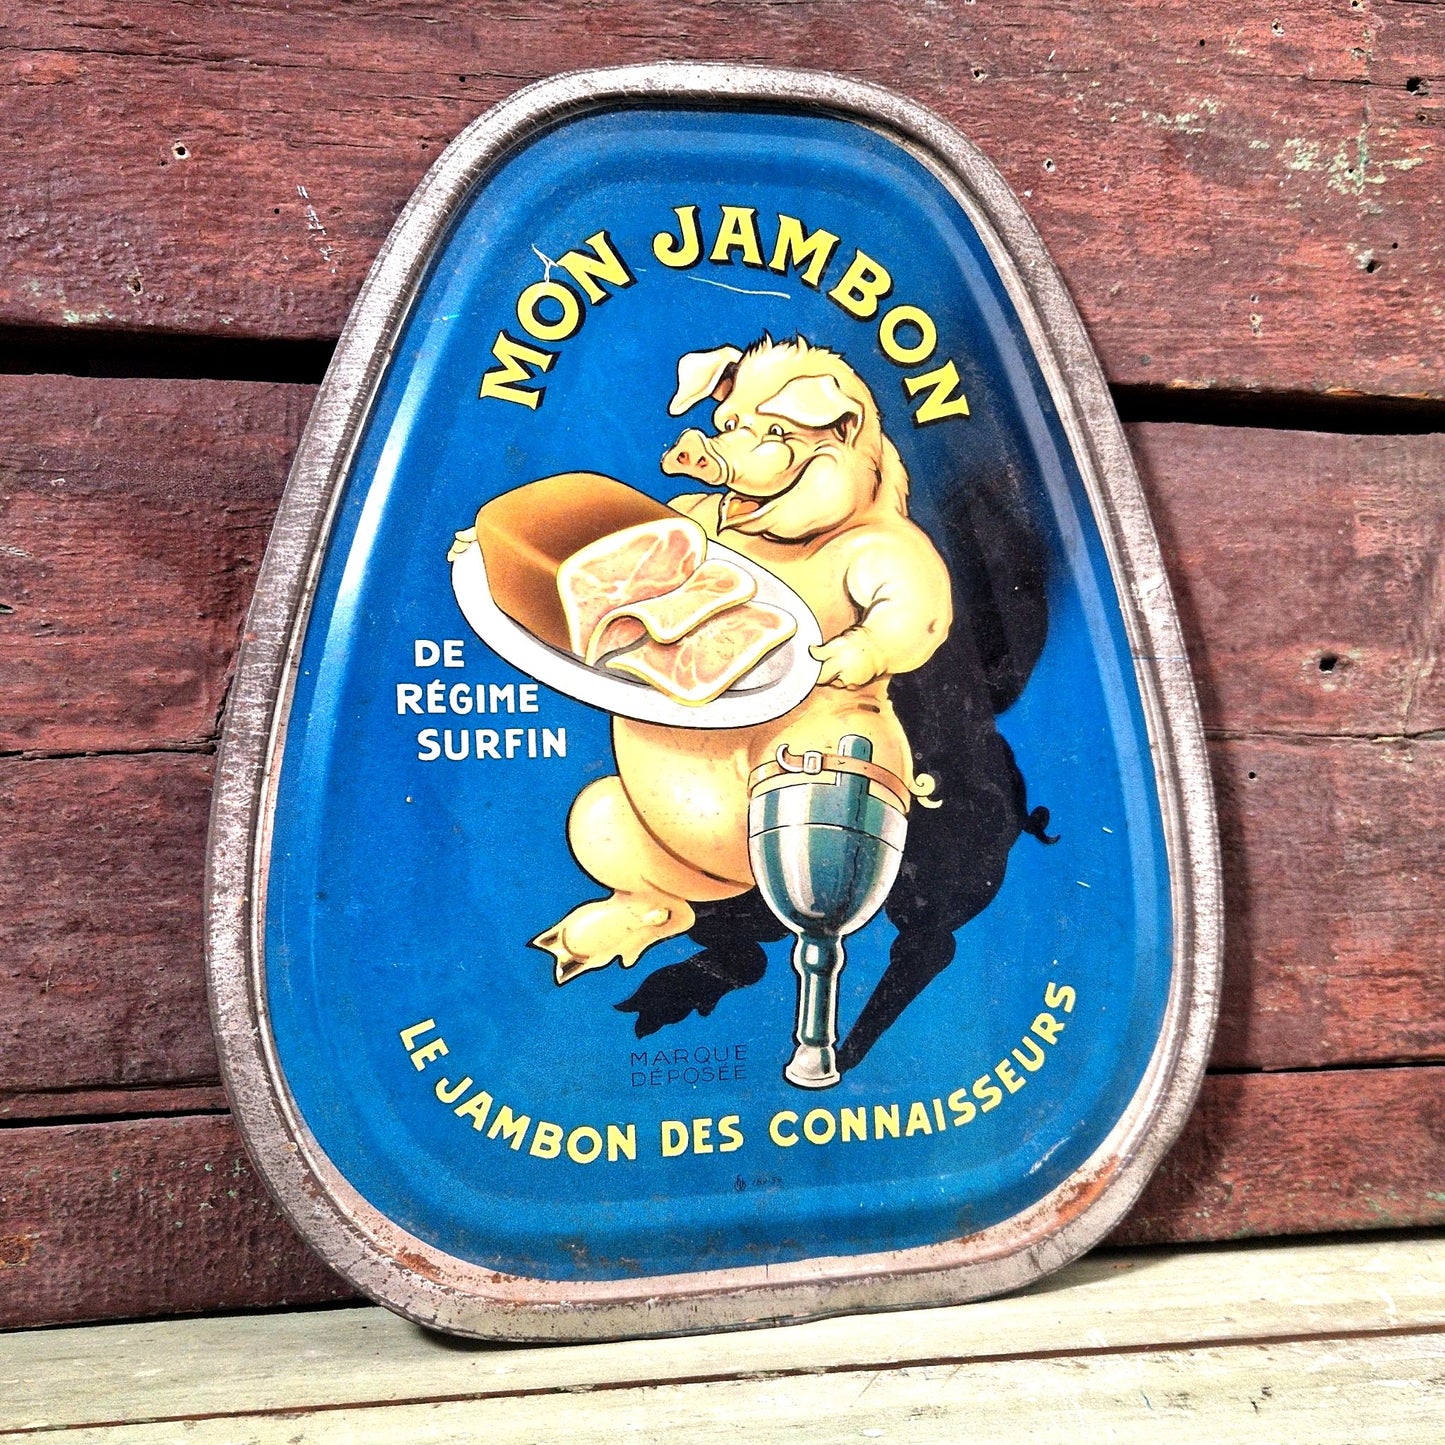 MON JAMBON
DE
RÉGIME
SURFIN
MARQUE
DÉPOSÉE
LE JAMBON DES CONNAISSEURS